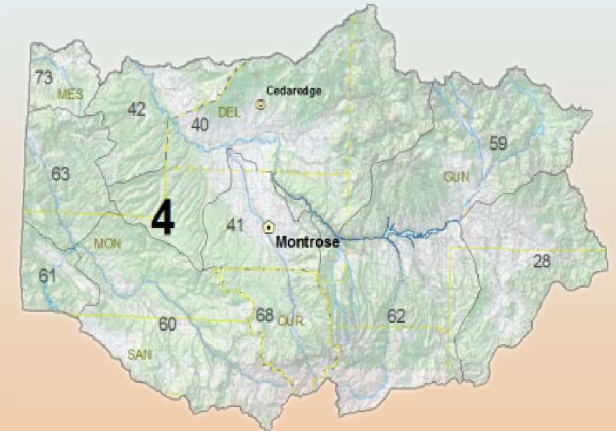 73
MES
42
40
DEL
Cedaredge
59
63
GUN
4
41
Montrose
MON
28
61
60
68
OUR
62
SAN